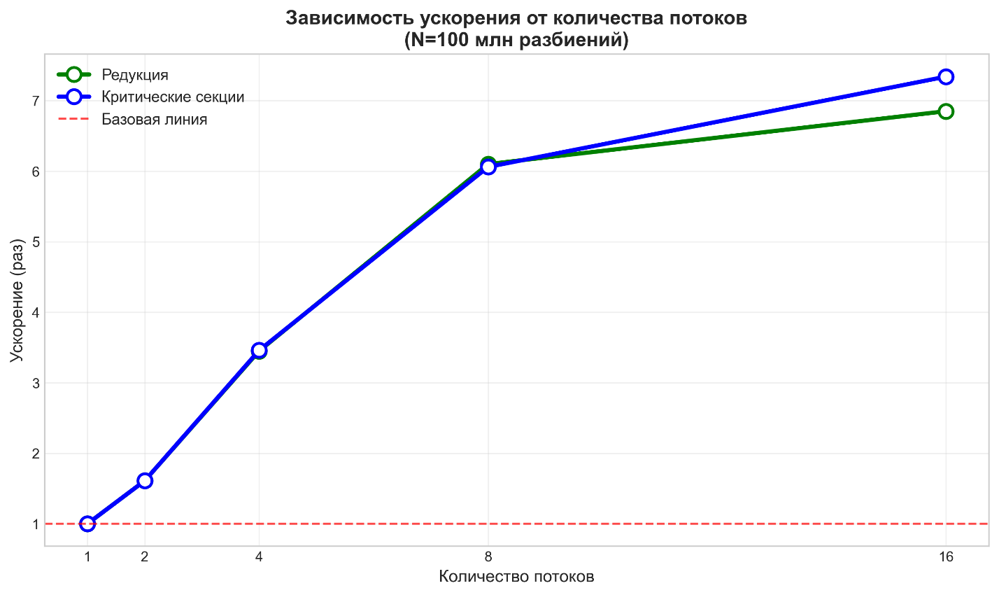 Зависимость ускорения от количества потоков
(N=100 млн разбиений)
Редукция
Критические секции
Базовая линия
Ускорение (раз)
7
6
5
4
3
2
1
1 2 4 8 16
Количество потоков